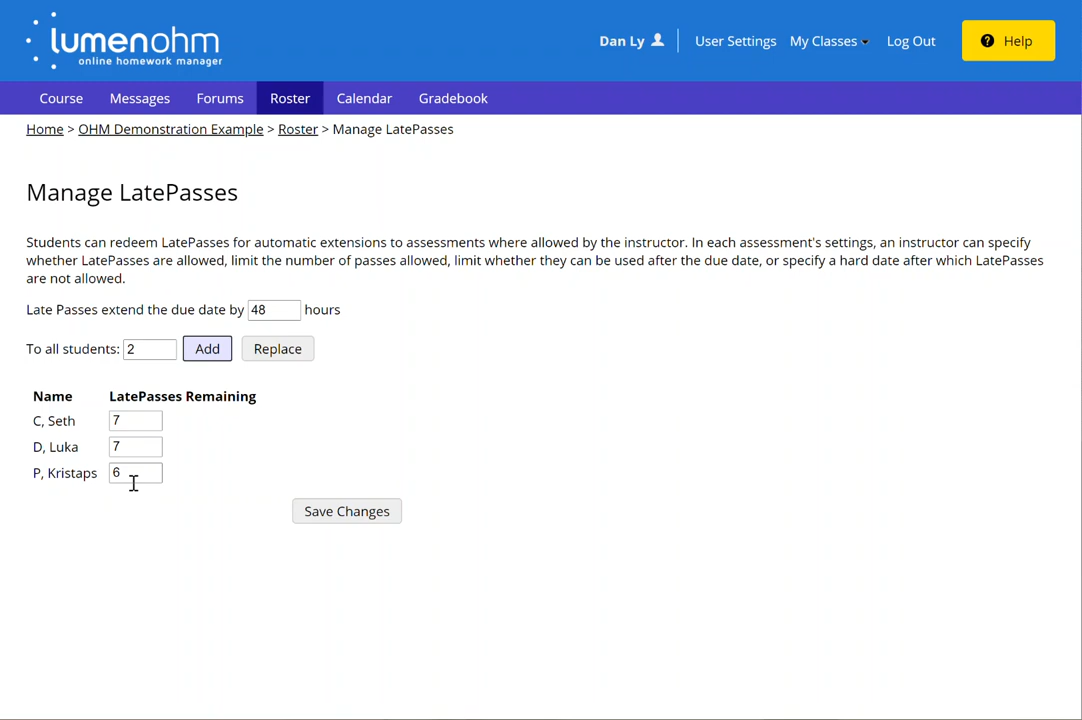 lumenohm
online homework manager
Dan Ly
User Settings
My Classes
Log Out
Help
Course
Messages
Forums
Roster
Calendar
Gradebook
Home > OHM Demonstration Example > Roster > Manage LatePasses
Manage LatePasses
Students can redeem LatePasses for automatic extensions to assessments where allowed by the instructor. In each assessment's settings, an instructor can specify
whether LatePasses are allowed, limit the number of passes allowed, limit whether they can be used after the due date, or specify a hard date after which LatePasses
are not allowed.
Late Passes extend the due date by 48 hours
To all students: 2 Add Replace
Name LatePasses Remaining
C, Seth 7
D, Luka 7
P, Kristaps 6
Save Changes